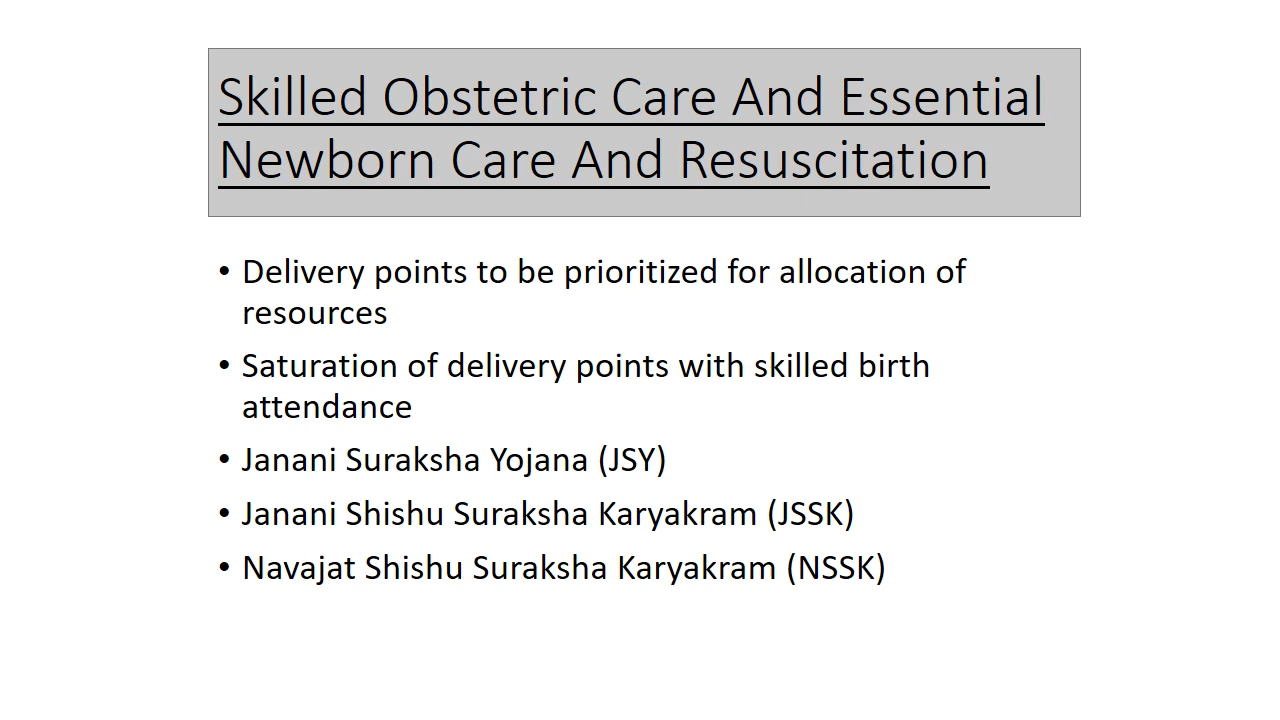 Skilled Obstetric Care And Essential
Newborn Care And Resuscitation
• Delivery points to be prioritized for allocation of
resources
• Saturation of delivery points with skilled birth
attendance
• Janani Suraksha Yojana (JSY)
• Janani Shishu Suraksha Karyakram (JSSK)
• Navajat Shishu Suraksha Karyakram (NSSK)